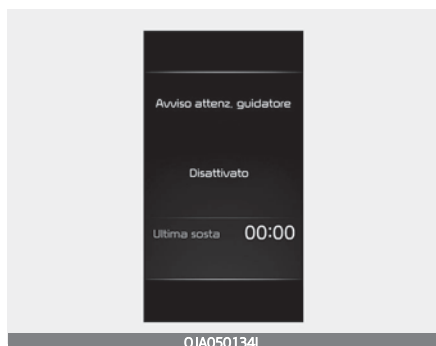 Avviso attenz. guidatore
Disattivato
Ultima sosta 00:00
OJA050134L